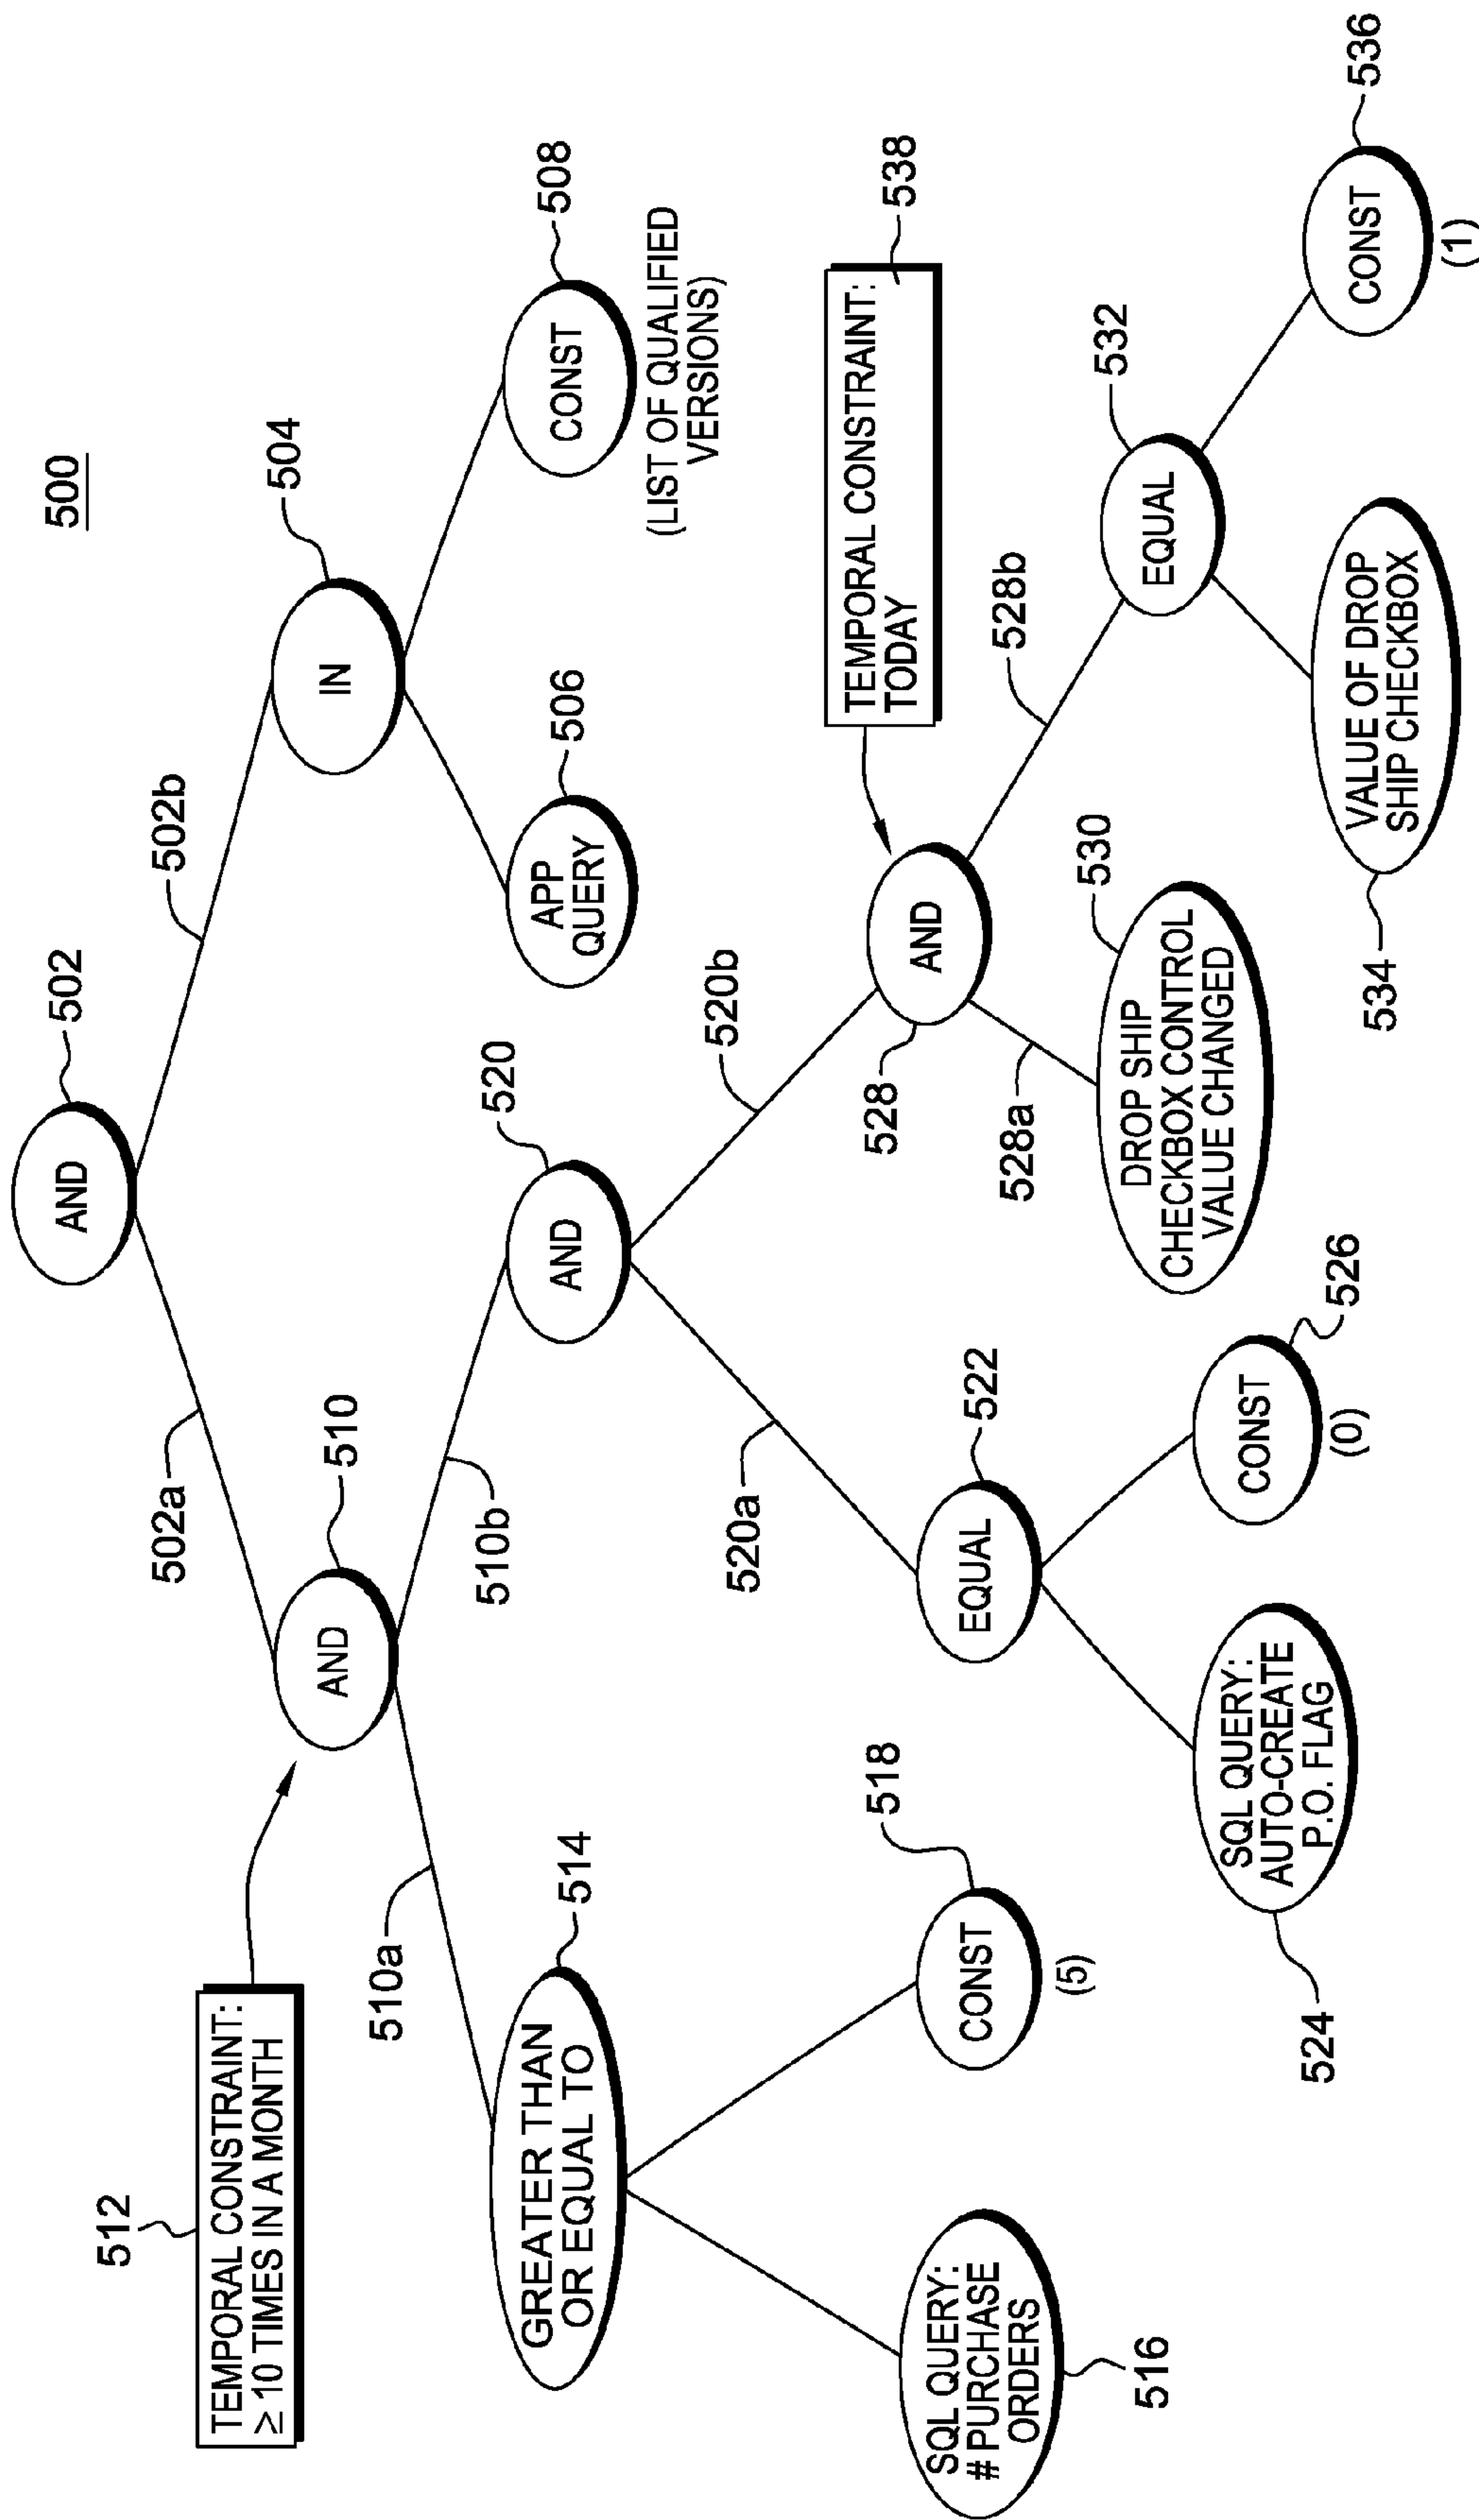 500
502
AND
502a
502b
504
IN
510
AND
512
TEMPORAL CONSTRAINT:
≥ 10 TIMES IN A MONTH
510a
510b
514
GREATER THAN
OR EQUAL TO
520
AND
506
APP
QUERY
508
CONST
(LIST OF QUALIFIED
VERSIONS)
520a
520b
538
TEMPORAL CONSTRAINT:
TODAY
516
SQL QUERY:
# PURCHASE
ORDERS
518
CONST
(5)
522
EQUAL
528
AND
528a
528b
532
EQUAL
524
SQL QUERY:
AUTO-CREATE
P.O. FLAG
526
CONST
(0)
530
DROP SHIP
CHECKBOX CONTROL
VALUE CHANGED
534
VALUE OF DROP
SHIP CHECKBOX
536
CONST
(1)